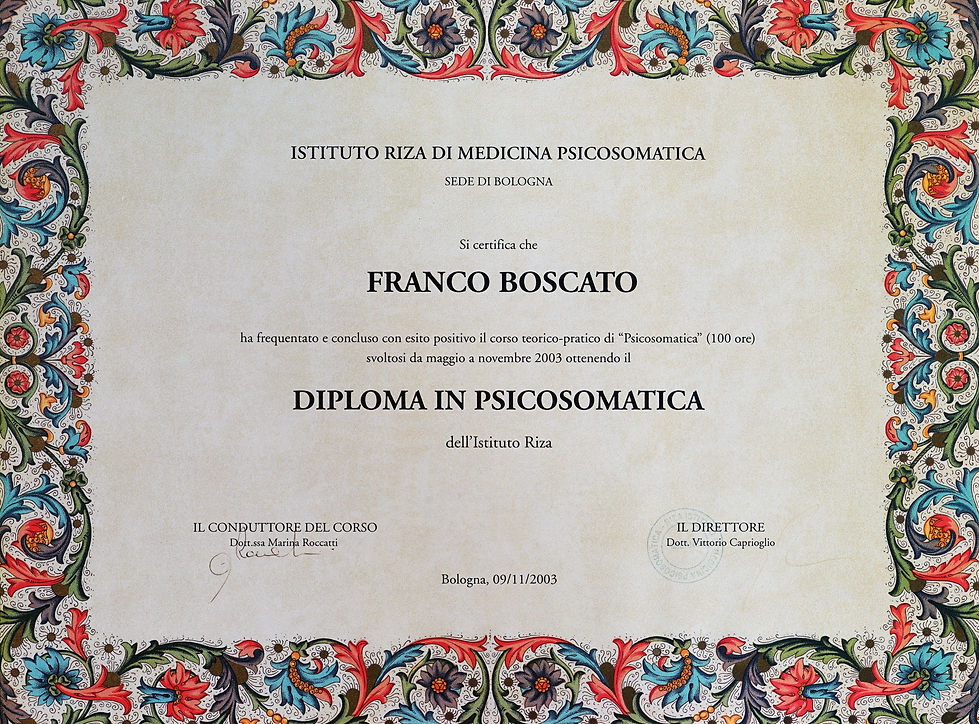 ISTITUTO RIZA DI MEDICINA PSICOSOMATICA
SEDE DI BOLOGNA
Si certifica che
FRANCO BOSCATO
ha frequentato e concluso con esito positivo il corso teorico-pratico di “Psicosomatica” (100 ore)
svoltosi da maggio a novembre 2003 ottenendo il
DIPLOMA IN PSICOSOMATICA
dell’Istituto Riza
IL CONDUTTORE DEL CORSO
Dott.ssa Marina Roccatti
IL DIRETTORE
Dott. Vittorio Caprioglio
Bologna, 09/11/2003